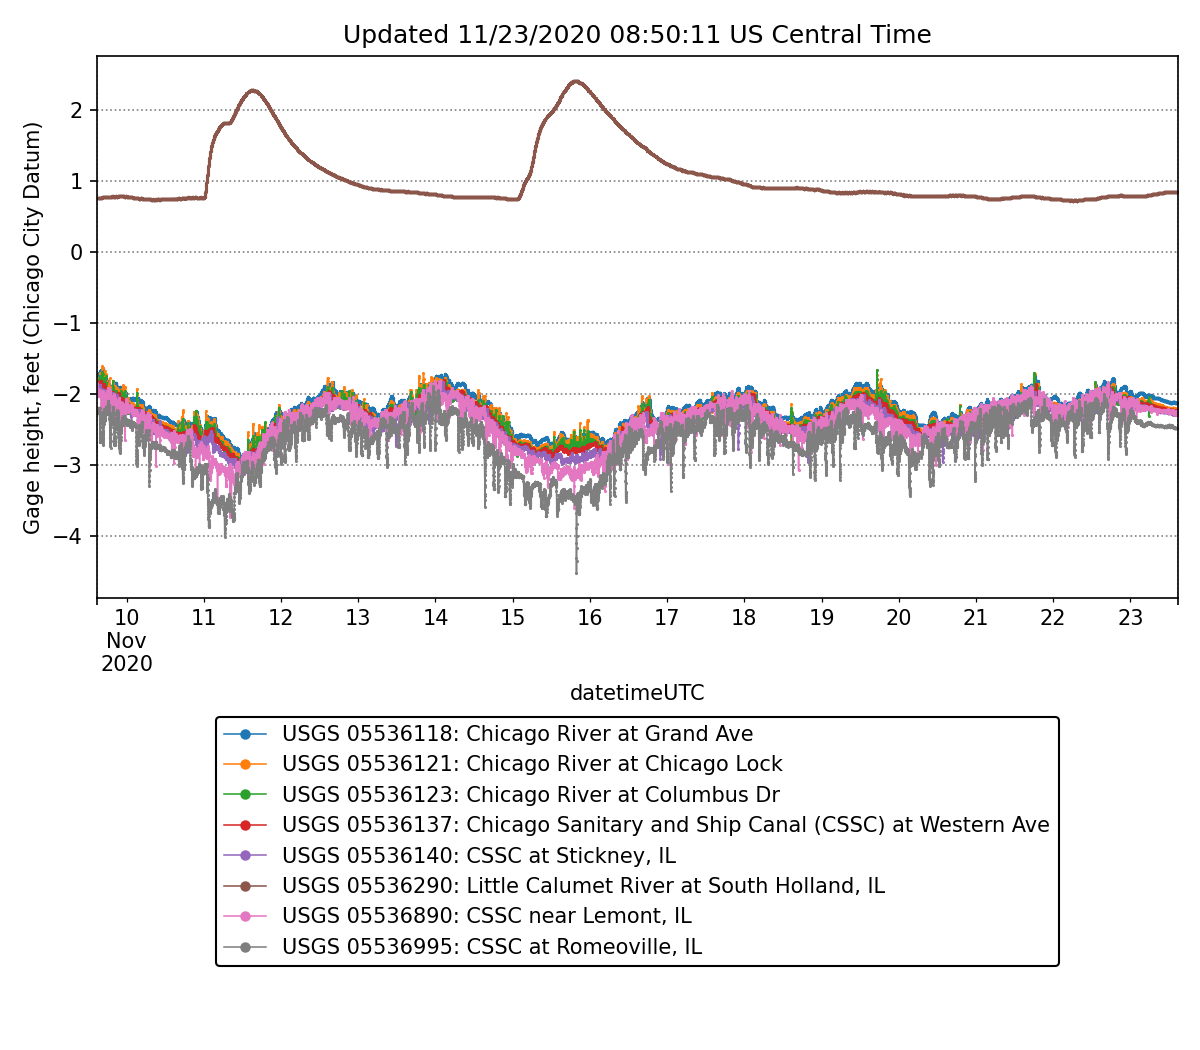 Updated 11/23/2020 08:50:11 US Central Time
Gage height, feet (Chicago City Datum)
2
1
0
−1
−2
−3
−4
10 11 12 13 14 15 16 17 18 19 20 21 22 23
Nov
2020
datetimeUTC
USGS 05536118: Chicago River at Grand Ave
USGS 05536121: Chicago River at Chicago Lock
USGS 05536123: Chicago River at Columbus Dr
USGS 05536137: Chicago Sanitary and Ship Canal (CSSC) at Western Ave
USGS 05536140: CSSC at Stickney, IL
USGS 05536290: Little Calumet River at South Holland, IL
USGS 05536890: CSSC near Lemont, IL
USGS 05536995: CSSC at Romeoville, IL